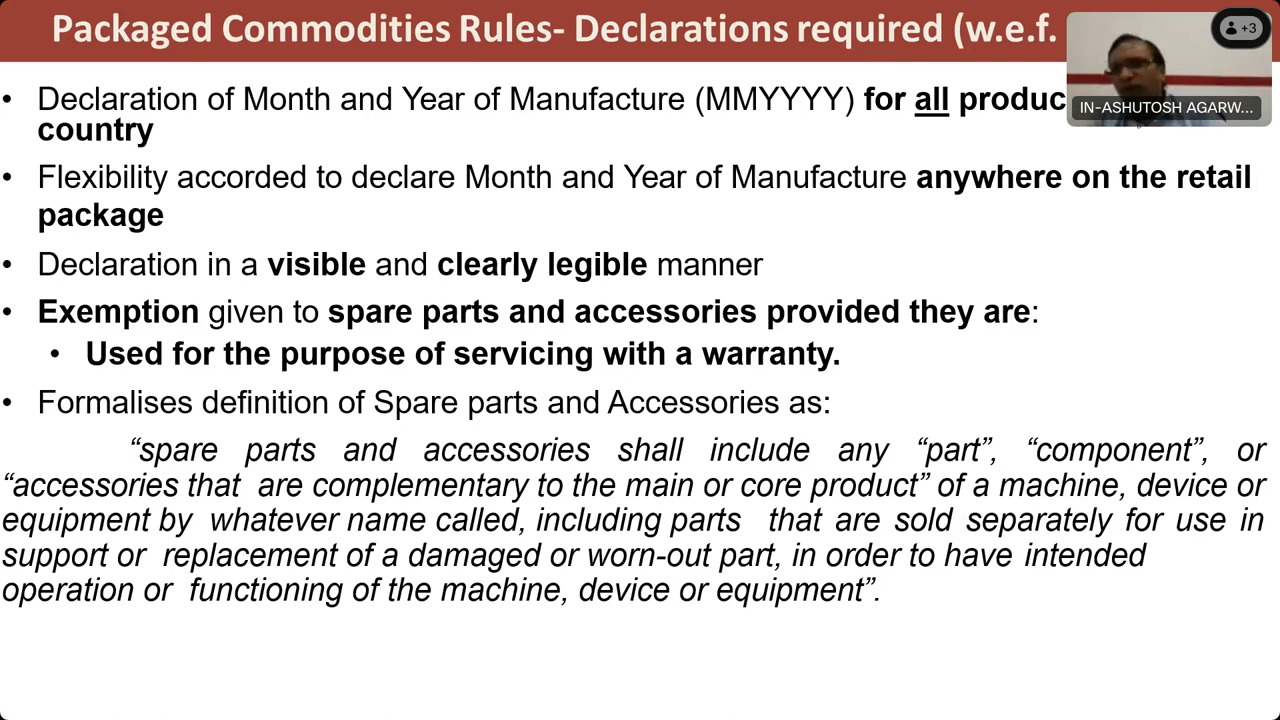 Packaged Commodities Rules- Declarations required (w.e.f.
+3
IN-ASHUTOSH AGARW...
• Declaration of Month and Year of Manufacture (MMYYYY) for all
country
• Flexibility accorded to declare Month and Year of Manufacture anywhere on the retail
package
• Declaration in a visible and clearly legible manner
• Exemption given to spare parts and accessories provided they are:
• Used for the purpose of servicing with a warranty.
• Formalises definition of Spare parts and Accessories as:
“spare parts and accessories shall include any “part”, “component”, or
“accessories that are complementary to the main or core product” of a machine, device or
equipment by whatever name called, including parts that are sold separately for use in
support or replacement of a damaged or worn-out part, in order to have intended
operation or functioning of the machine, device or equipment”.